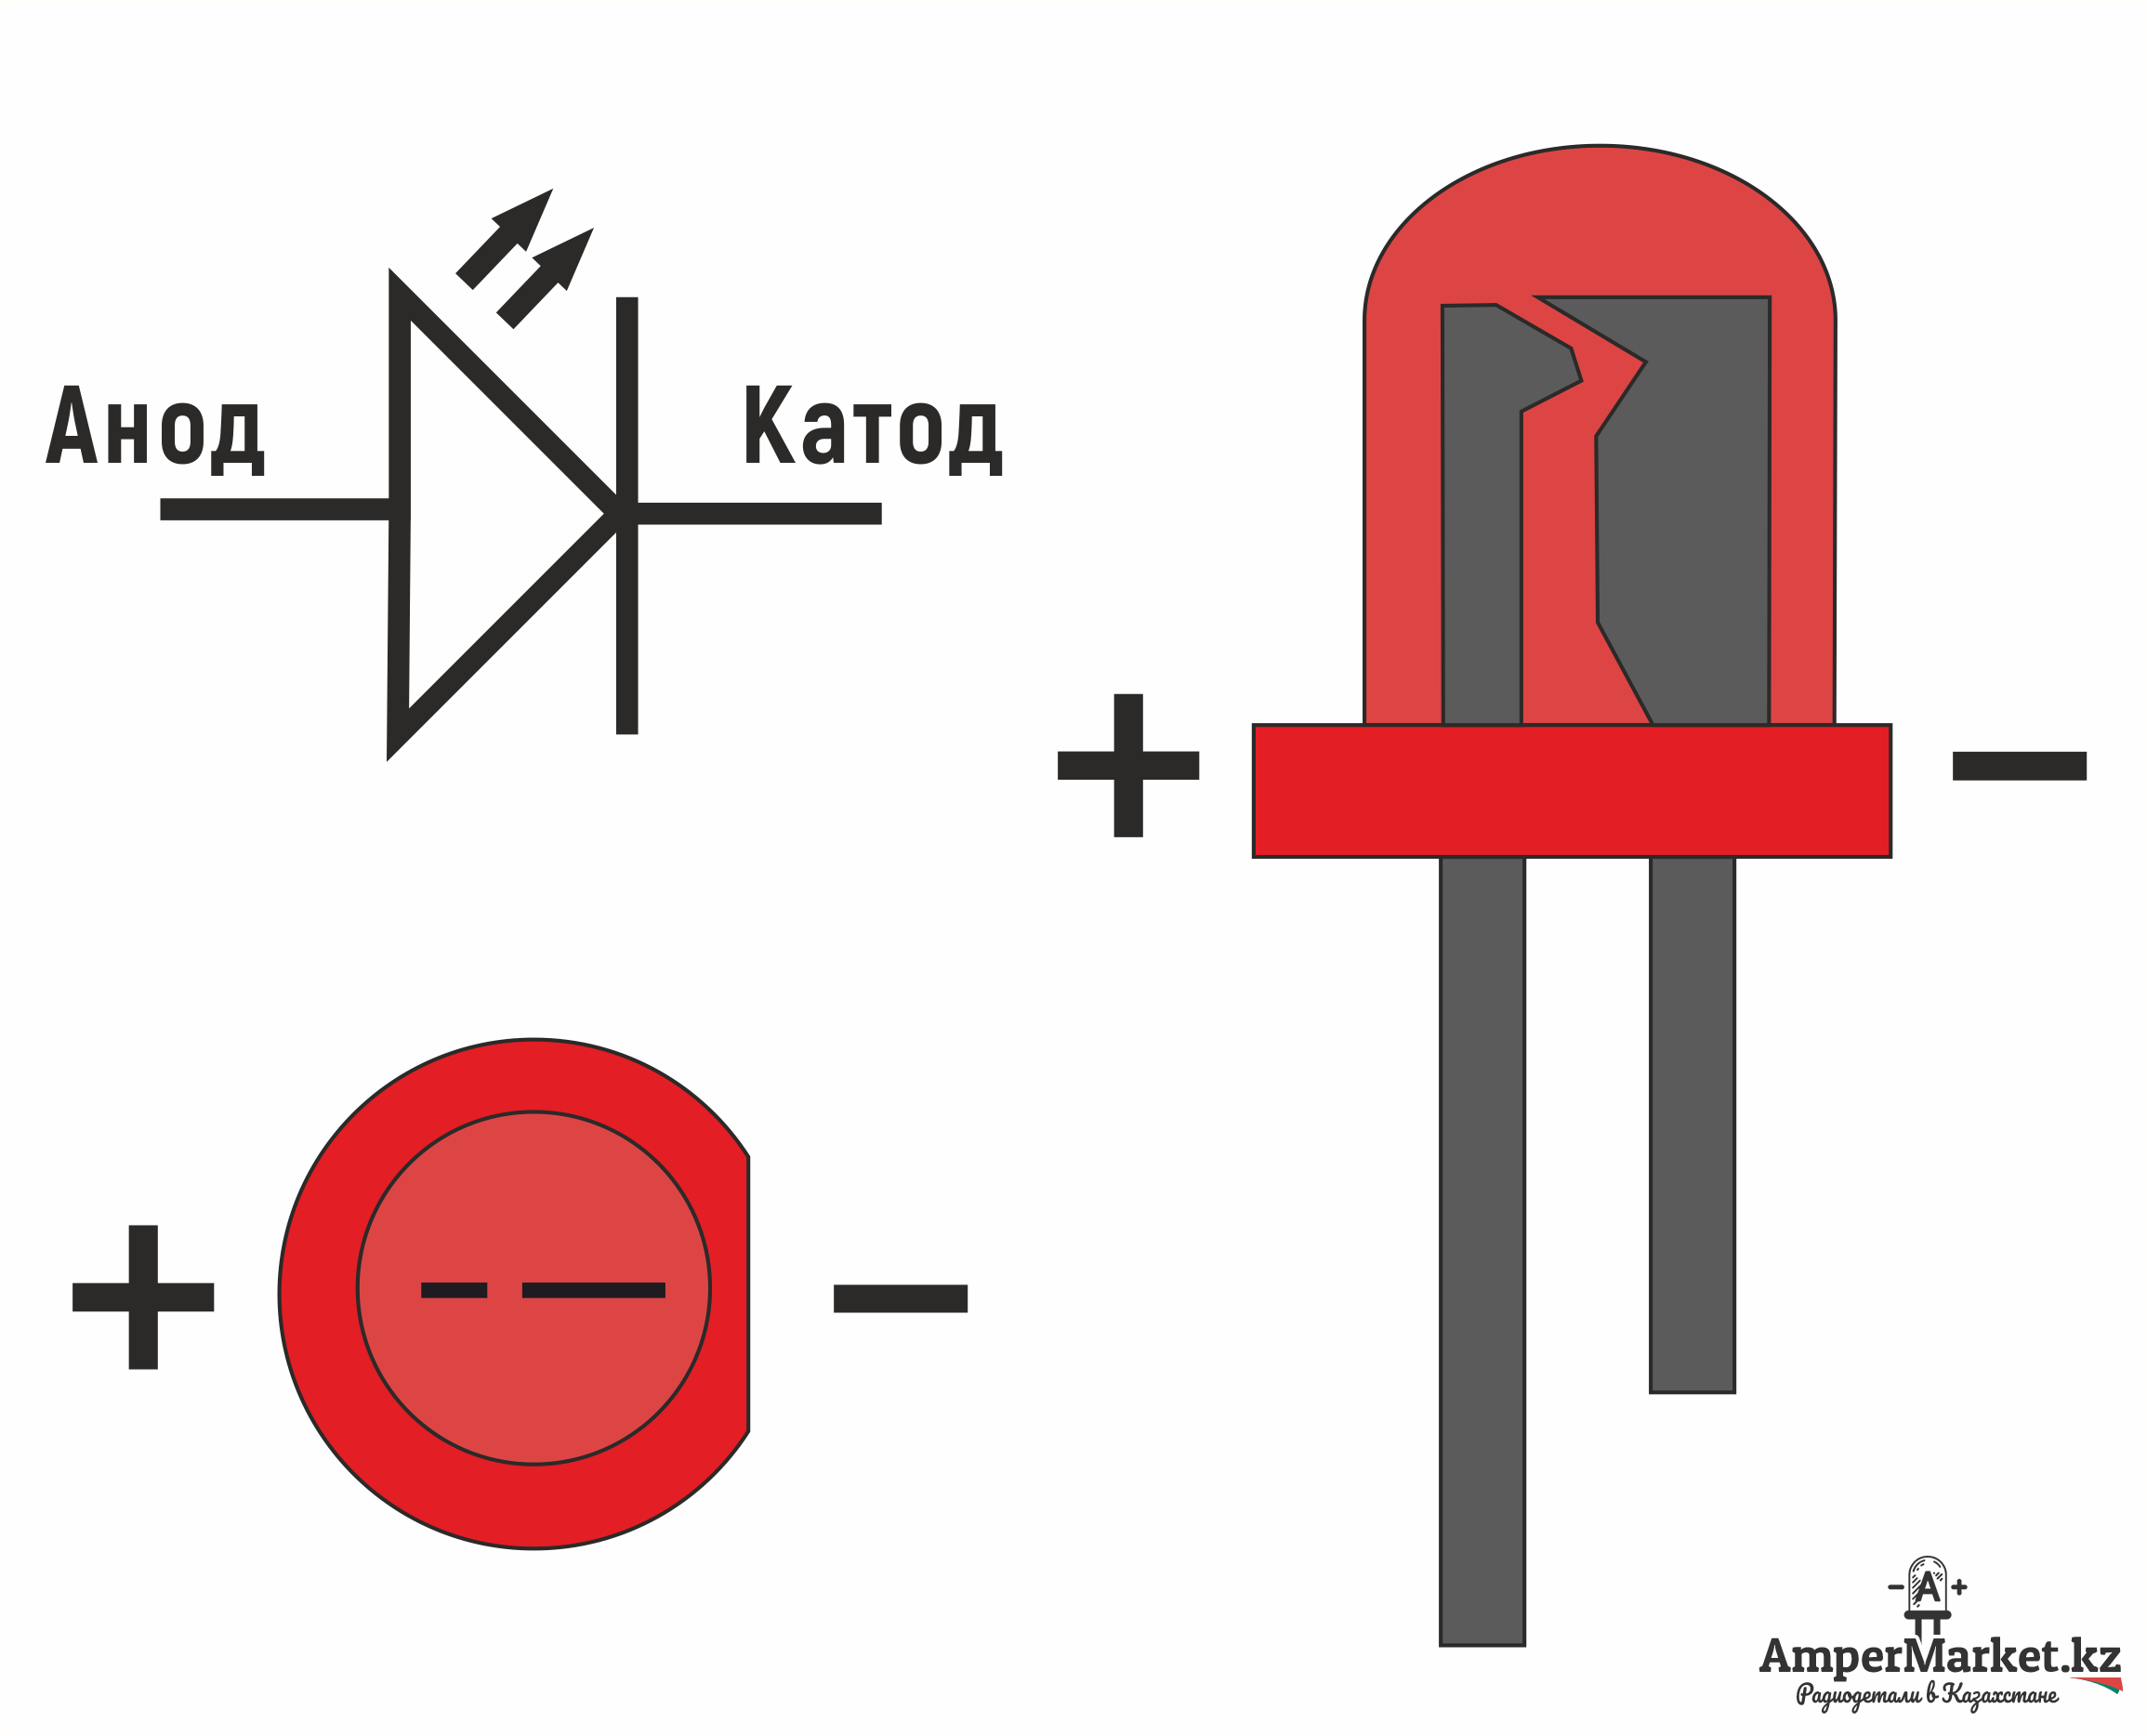 Анод
Катод
+
−
+
−
− A +
AmperMarket.kz
Радиодетали в Казахстане